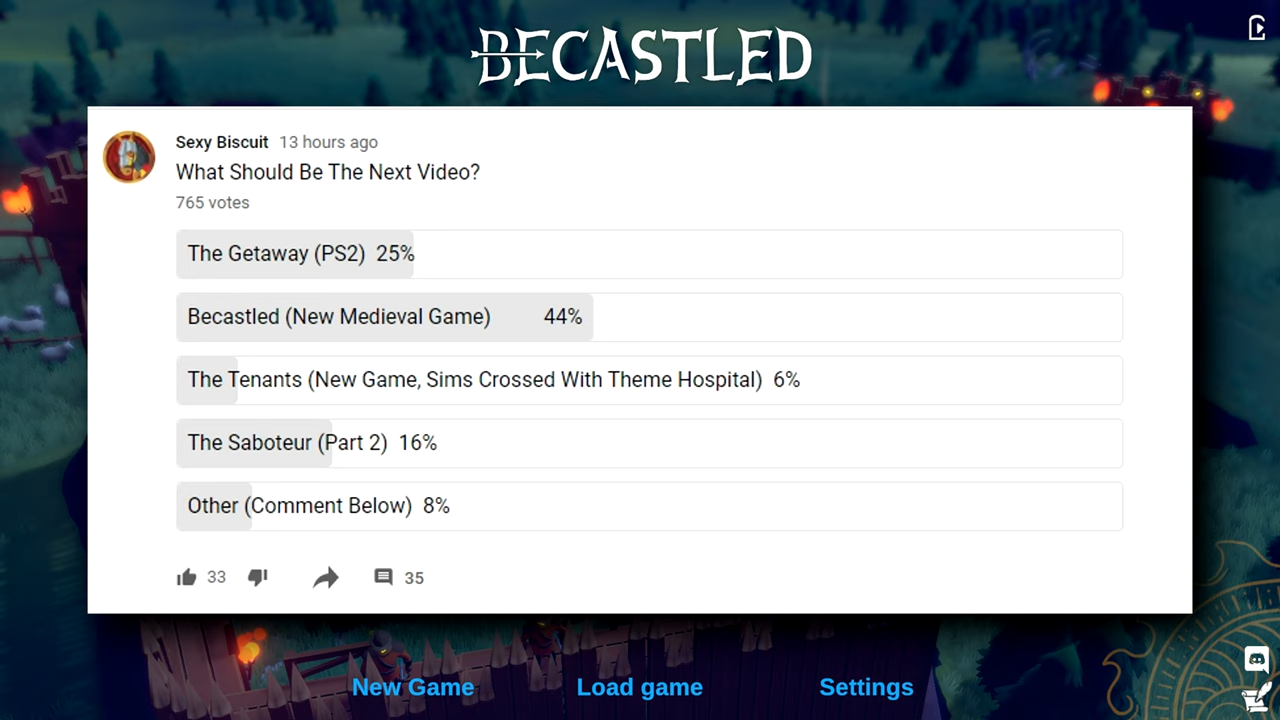 BECASTLED
Sexy Biscuit 13 hours ago
What Should Be The Next Video?
765 votes
The Getaway (PS2) 25%
Becastled (New Medieval Game) 44%
The Tenants (New Game, Sims Crossed With Theme Hospital) 6%
The Saboteur (Part 2) 16%
Other (Comment Below) 8%
33 35
New Game Load game Settings